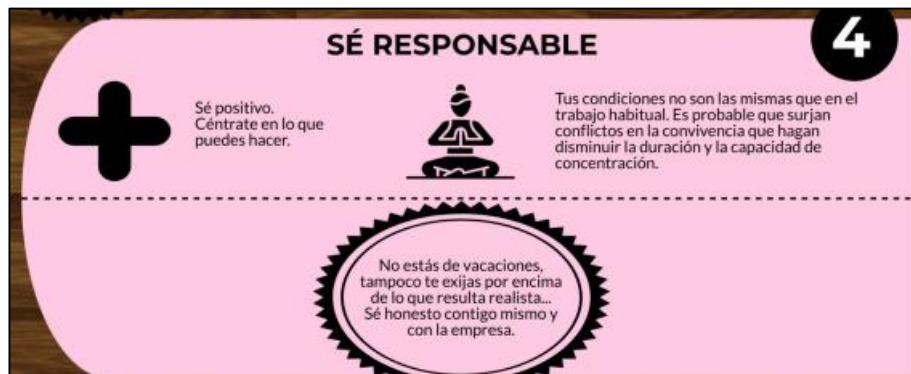 4
SÉ RESPONSABLE
Sé positivo.
Céntrate en lo que
puedes hacer.
Tus condiciones no son las mismas que en el
trabajo habitual. Es probable que surjan
conflictos en la convivencia que hagan
disminuir la duración y la capacidad de
concentración.
No estás de vacaciones,
tampoco te exijas por encima
de lo que resulta realista...
Sé honesto contigo mismo y
con la empresa.